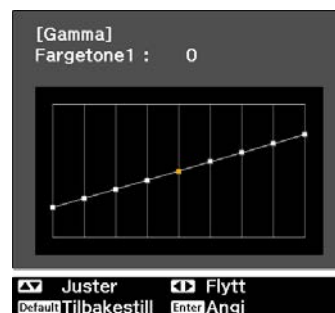 [Gamma]
Fargetone1 : 0
Juster Flytt
Default Tilbakestill Enter Angi